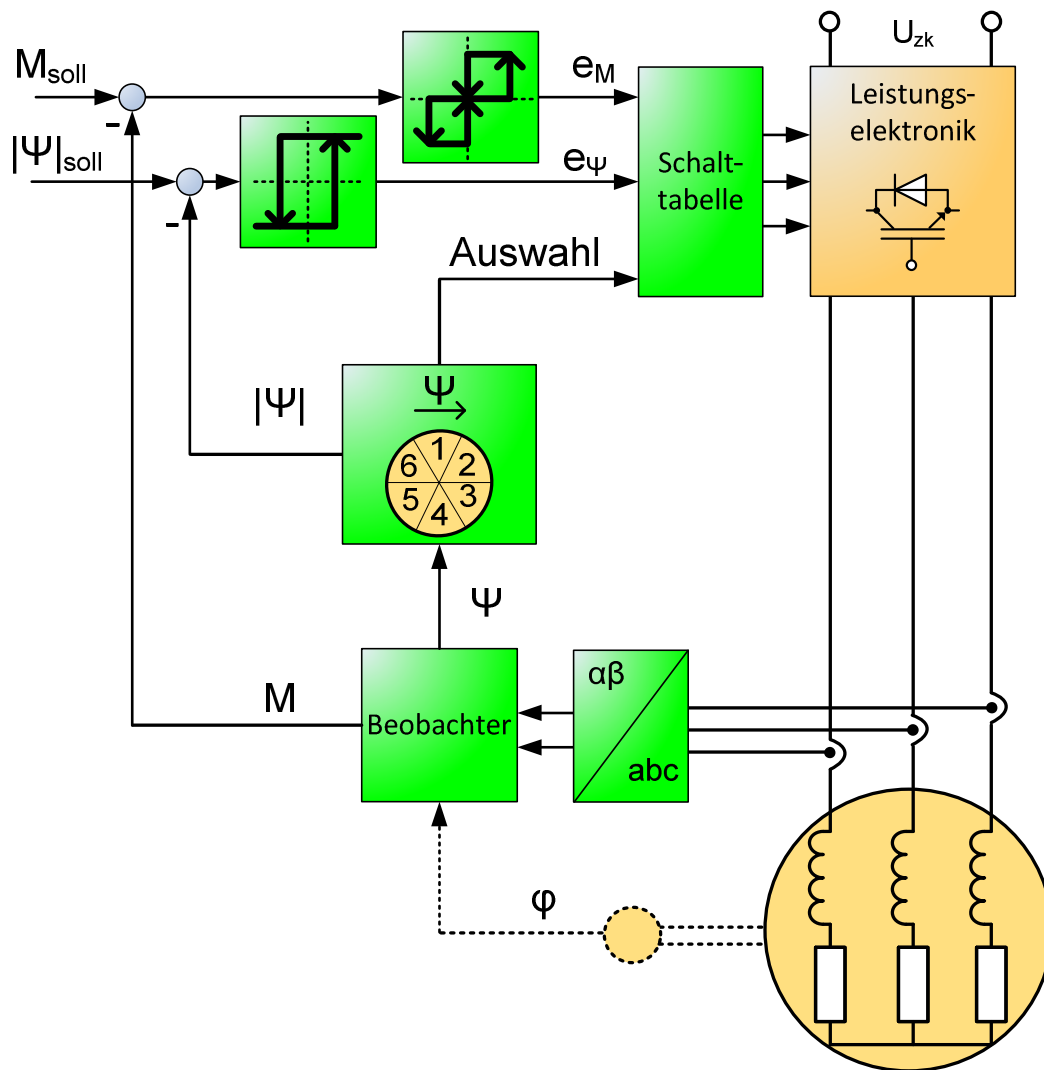 U_zk
M_soll
-
e_M
Leistungs-
elektronik
|Ψ|_soll
-
e_Ψ
Schalt-
tabelle
Auswahl
|Ψ|
Ψ
1
2
3
4
5
6
Ψ
M
Beobachter
αβ
abc
φ